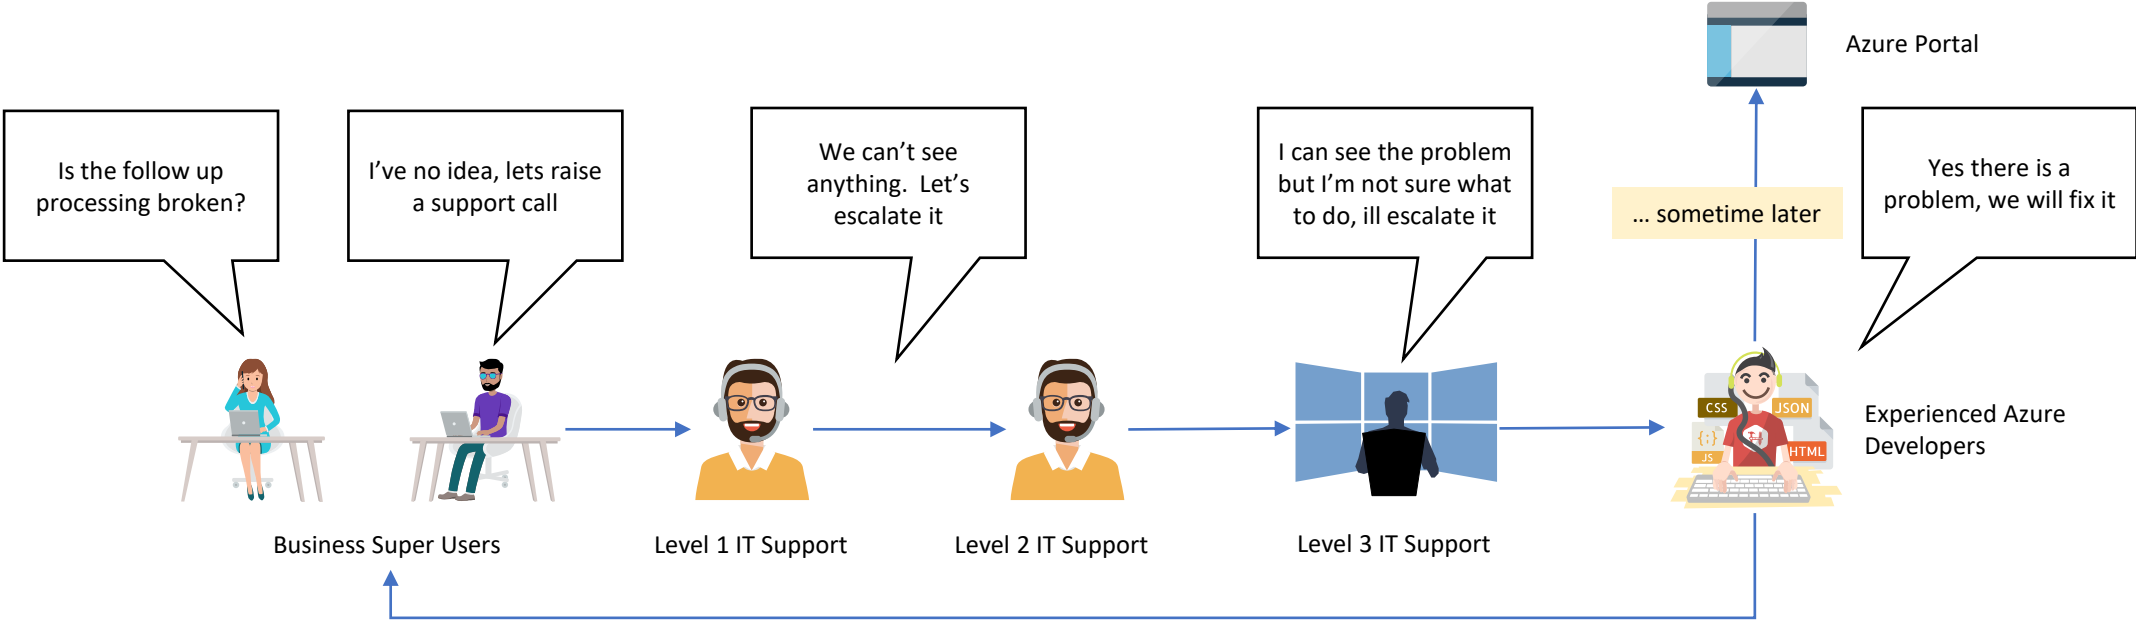 Azure Portal
Is the follow up
processing broken?
I've no idea, lets raise
a support call
We can't see
anything.  Let's
escalate it
I can see the problem
but I'm not sure what
to do, ill escalate it
... sometime later
Yes there is a
problem, we will fix it
CSS
JSON
{;}
JS
HTML
Experienced Azure
Developers
Business Super Users
Level 1 IT Support
Level 2 IT Support
Level 3 IT Support